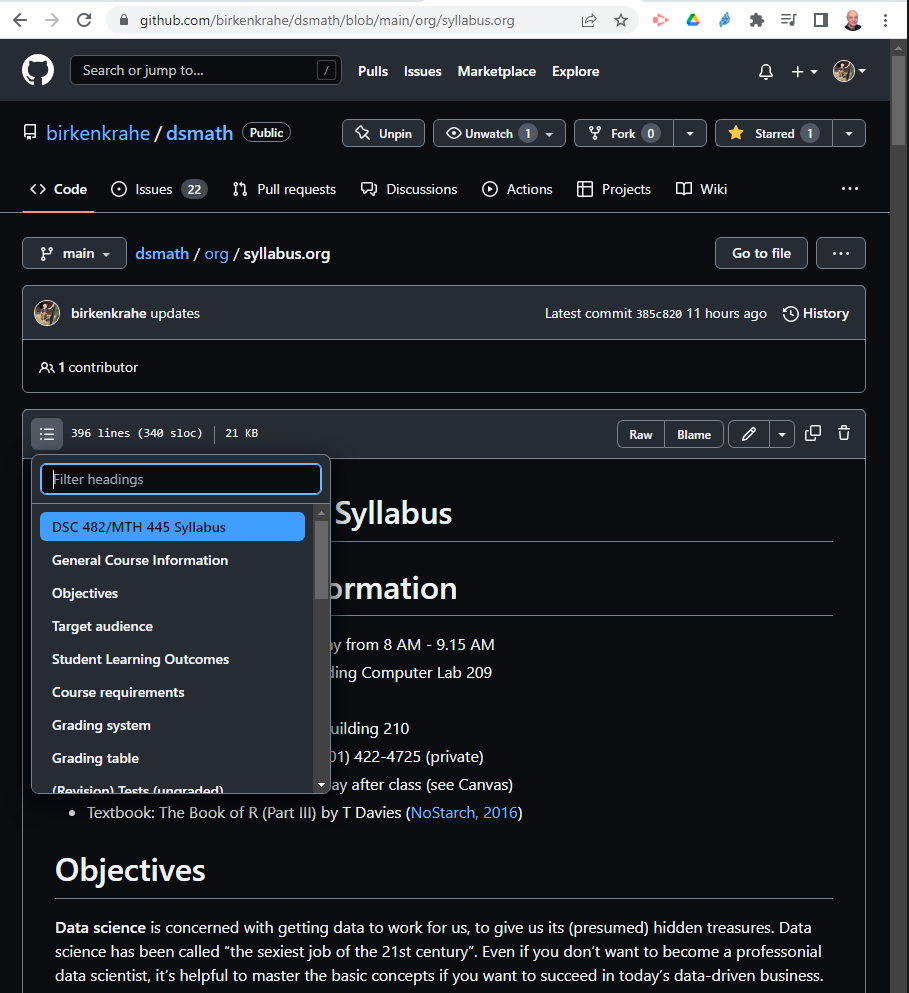 github.com/birkenkrahe/dsmath/blob/main/org/syllabus.org
Search or jump to... /
Pulls Issues Marketplace Explore
birkenkrahe / dsmath Public
Unpin Unwatch 1 Fork 0 Starred 1
Code Issues 22 Pull requests Discussions Actions Projects Wiki
main dsmath / org / syllabus.org Go to file
birkenkrahe updates Latest commit 385c820 11 hours ago History
1 contributor
396 lines (340 sloc) 21 KB Raw Blame
Filter headings
DSC 482/MTH 445 Syllabus
General Course Information
Objectives
Target audience
Student Learning Outcomes
Course requirements
Grading system
Grading table
(Revision) Tests (ungraded)
Syllabus
ormation
y from 8 AM - 9.15 AM
ding Computer Lab 209
uilding 210
01) 422-4725 (private)
ay after class (see Canvas)
Textbook: The Book of R (Part III) by T Davies (NoStarch, 2016)
Objectives
Data science is concerned with getting data to work for us, to give us its (presumed) hidden treasures. Data
science has been called “the sexiest job of the 21st century”. Even if you don’t want to become a professonial
data scientist, it’s helpful to master the basic concepts if you want to succeed in today’s data-driven business.